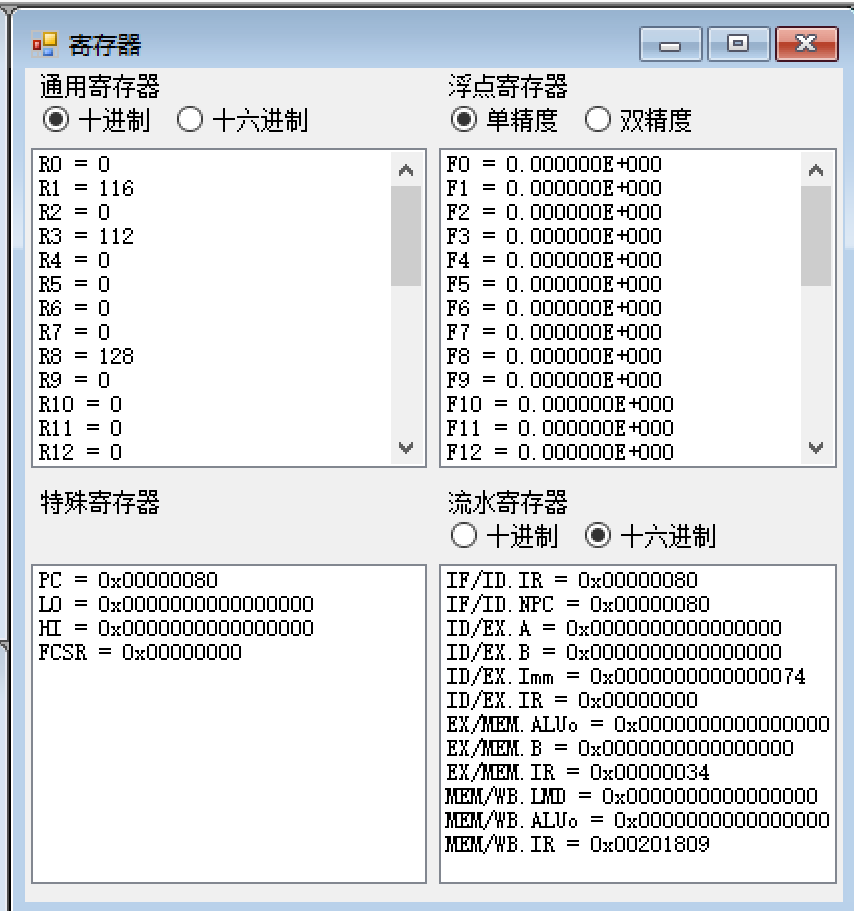 寄存器
通用寄存器
十进制 十六进制
R0 = 0
R1 = 116
R2 = 0
R3 = 112
R4 = 0
R5 = 0
R6 = 0
R7 = 0
R8 = 128
R9 = 0
R10 = 0
R11 = 0
R12 = 0
浮点寄存器
单精度 双精度
F0 = 0.000000E+000
F1 = 0.000000E+000
F2 = 0.000000E+000
F3 = 0.000000E+000
F4 = 0.000000E+000
F5 = 0.000000E+000
F6 = 0.000000E+000
F7 = 0.000000E+000
F8 = 0.000000E+000
F9 = 0.000000E+000
F10 = 0.000000E+000
F11 = 0.000000E+000
F12 = 0.000000E+000
特殊寄存器
PC = 0x00000080
LO = 0x0000000000000000
HI = 0x0000000000000000
FCSR = 0x00000000
流水寄存器
十进制 十六进制
IF/ID.IR = 0x00000080
IF/ID.NPC = 0x00000080
ID/EX.A = 0x0000000000000000
ID/EX.B = 0x0000000000000000
ID/EX.Imm = 0x0000000000000074
ID/EX.IR = 0x00000000
EX/MEM.ALUo = 0x0000000000000000
EX/MEM.B = 0x0000000000000000
EX/MEM.IR = 0x00000034
MEM/WB.LMD = 0x0000000000000000
MEM/WB.ALUo = 0x0000000000000000
MEM/WB.IR = 0x00201809